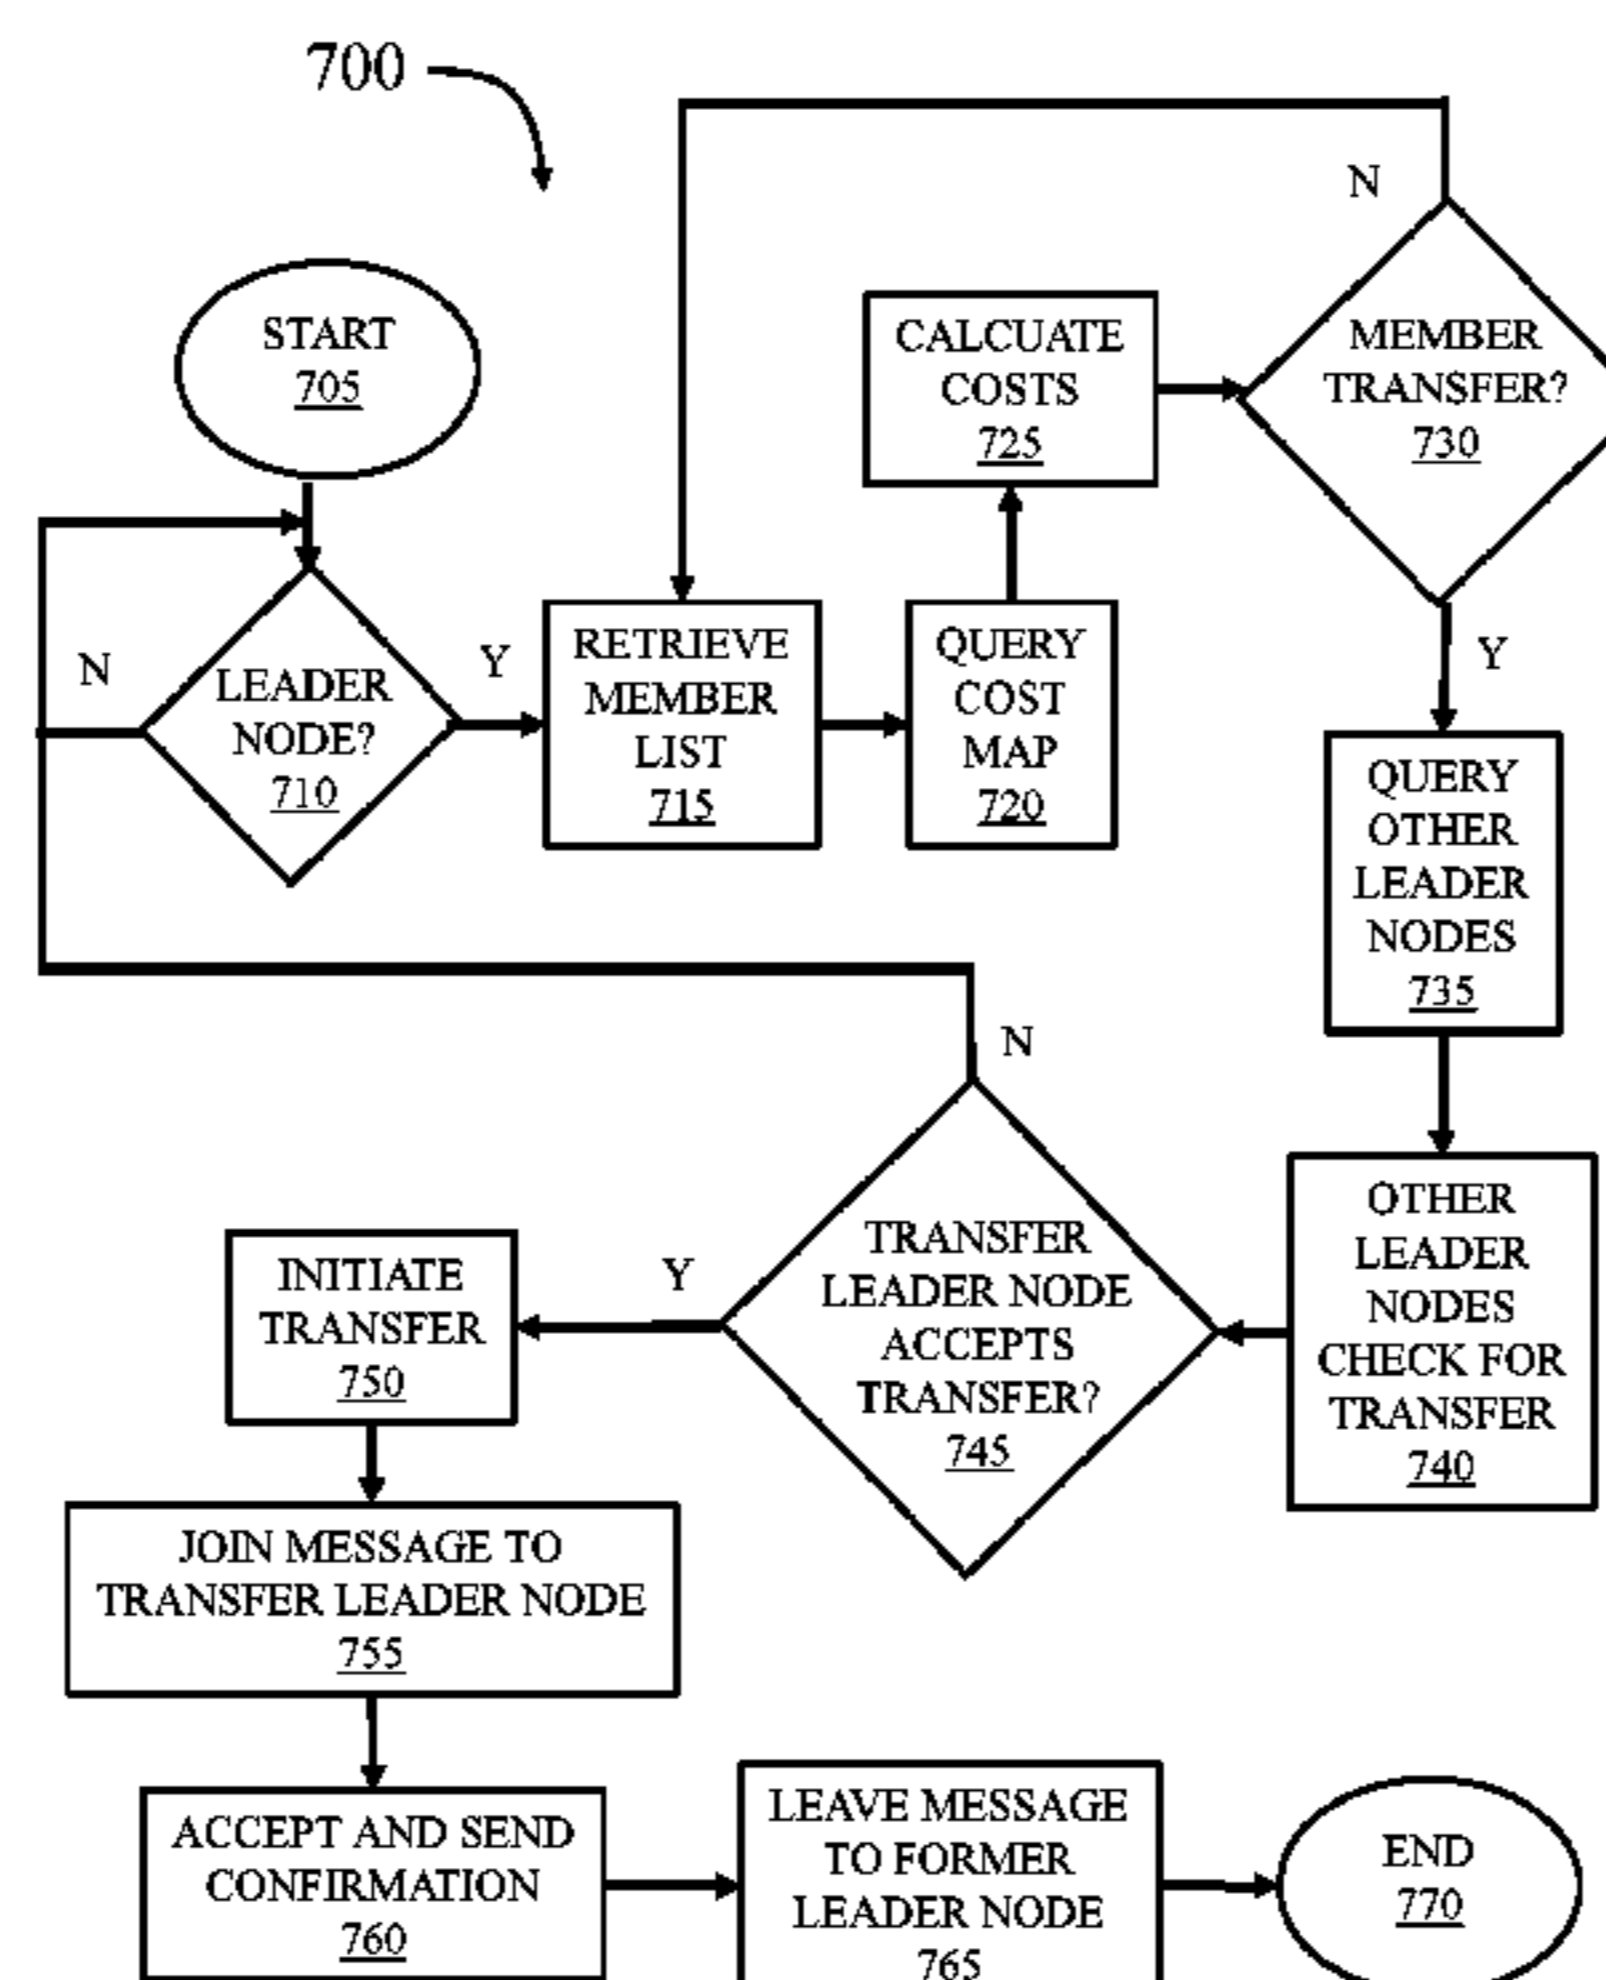 700
START
705
N
LEADER
NODE?
710
Y
RETRIEVE
MEMBER
LIST
715
QUERY
COST
MAP
720
CALCUATE
COSTS
725
N
MEMBER
TRANSFER?
730
Y
QUERY
OTHER
LEADER
NODES
735
OTHER
LEADER
NODES
CHECK FOR
TRANSFER
740
N
TRANSFER
LEADER NODE
ACCEPTS
TRANSFER?
745
Y
INITIATE
TRANSFER
750
JOIN MESSAGE TO
TRANSFER LEADER NODE
755
ACCEPT AND SEND
CONFIRMATION
760
LEAVE MESSAGE
TO FORMER
LEADER NODE
765
END
770